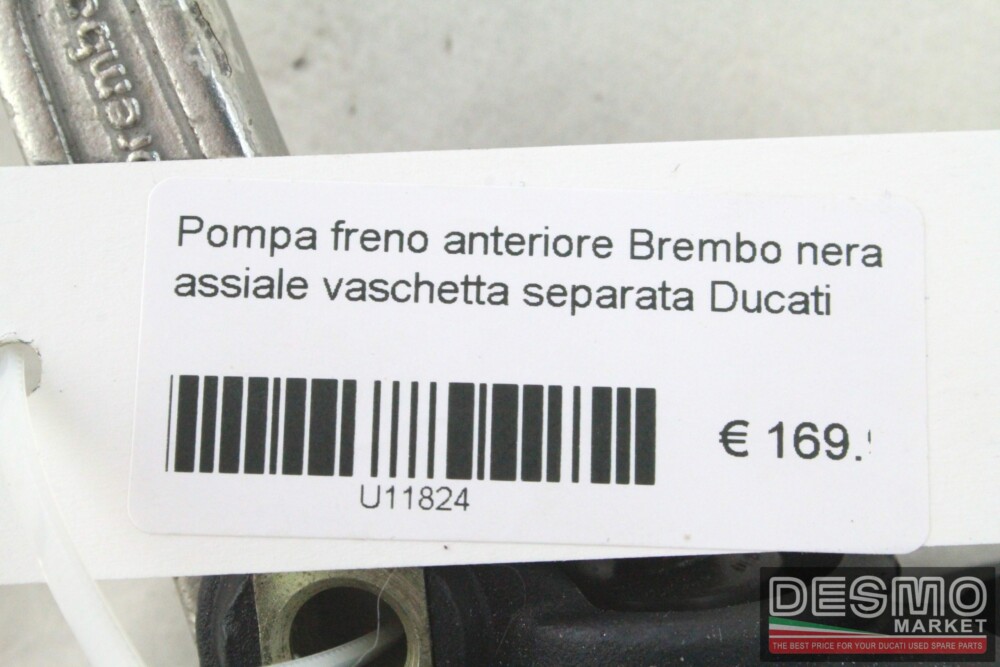 Pompa freno anteriore Brembo nera
assiale vaschetta separata Ducati
€ 169.
U11824
DESMO
MARKET
THE BEST PRICE FOR YOUR DUCATI USED SPARE PARTS